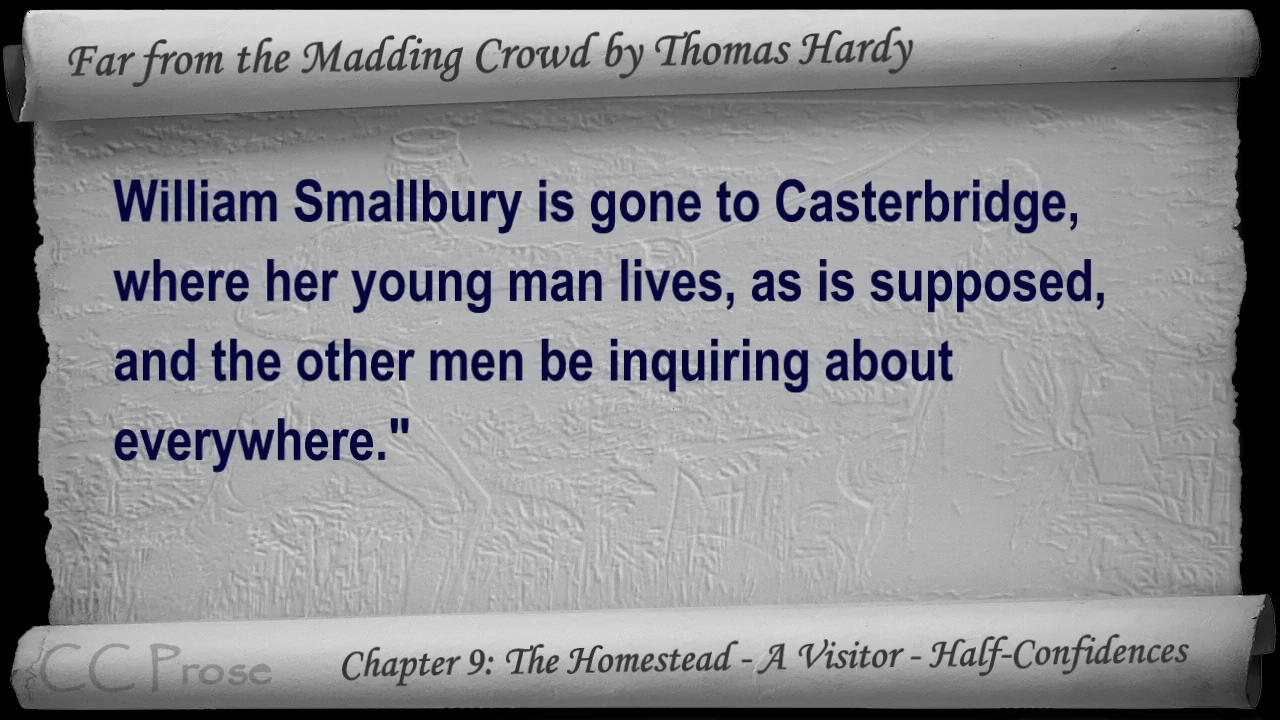 Far from the Madding Crowd by Thomas Hardy
William Smallbury is gone to Casterbridge,
where her young man lives, as is supposed,
and the other men be inquiring about
everywhere."
CC Prose
Chapter 9: The Homestead - A Visitor - Half-Confidences